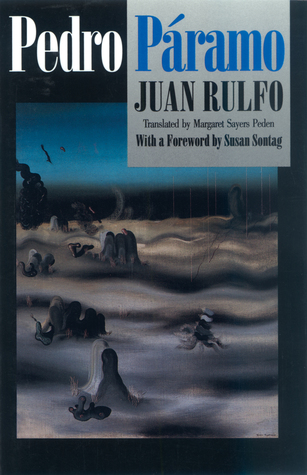 Pedro Páramo
JUAN RULFO
Translated by Margaret Sayers Peden
With a Foreword by Susan Sontag